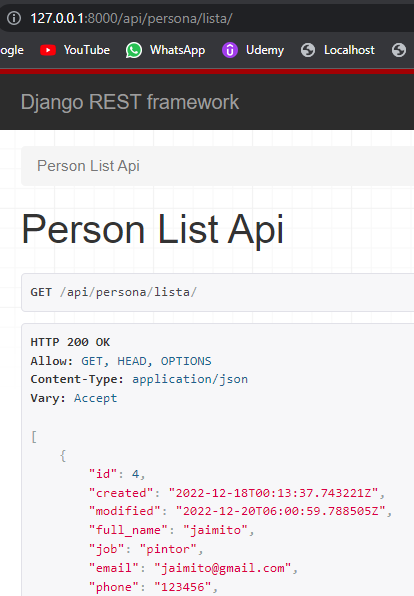 127.0.0.1:8000/api/persona/lista/
ogle YouTube WhatsApp Udemy Localhost
Django REST framework
Person List Api
Person List Api
GET /api/persona/lista/
HTTP 200 OK
Allow: GET, HEAD, OPTIONS
Content-Type: application/json
Vary: Accept
[
{
"id": 4,
"created": "2022-12-18T00:13:37.743221Z",
"modified": "2022-12-20T06:00:59.788505Z",
"full_name": "jaimito",
"job": "pintor",
"email": "jaimito@gmail.com",
"phone": "123456",